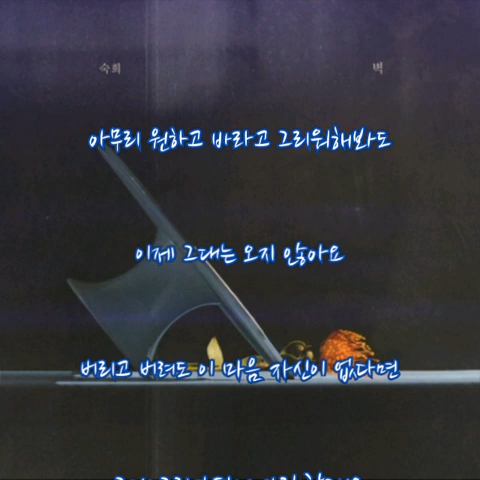 숙희 벽
아무리 원하고 바라고 그리워해봐도
이제 그대는 오지 않아요
버리고 버려도 이 마음 자신이 없다면